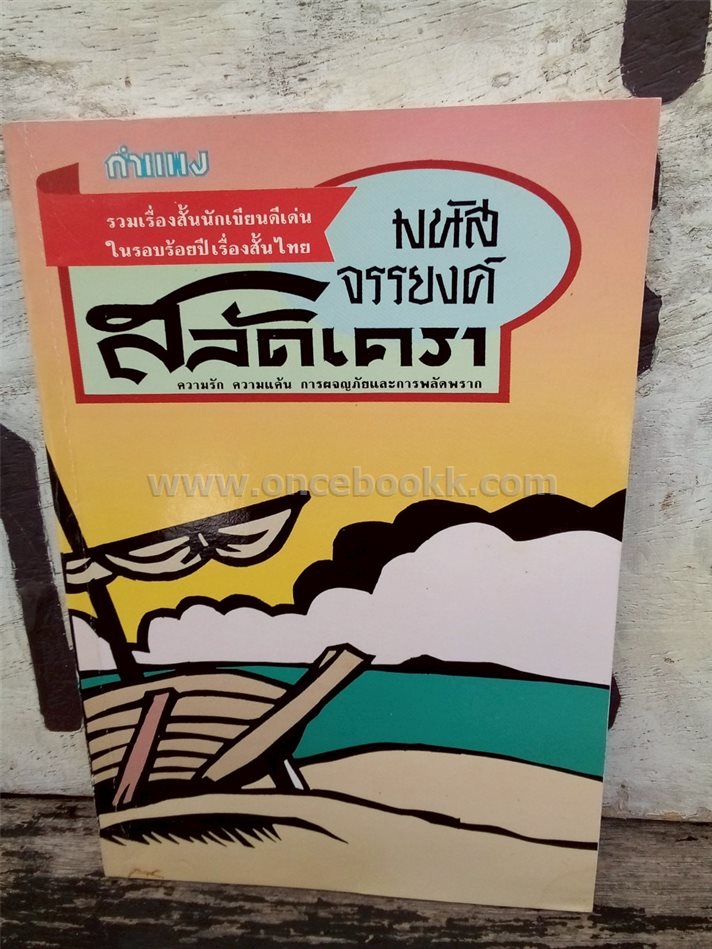 กำแพง
รวมเรื่องสั้นนักเขียนดีเด่น
ในรอบร้อยปีเรื่องสั้นไทย
มนัส
จรรยงค์
สลัดเครา
ความรัก ความแค้น การผจญภัยและการพลัดพราก
www.oncebookk.com